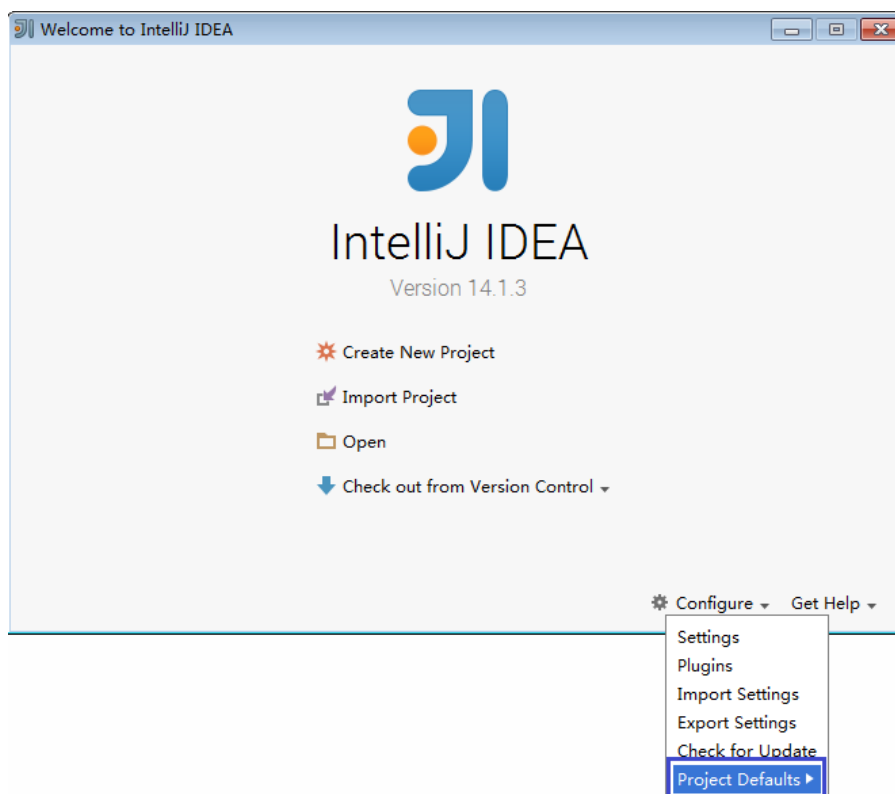 Welcome to IntelliJ IDEA
IntelliJ IDEA
Version 14.1.3
Create New Project
Import Project
Open
Check out from Version Control
Configure Get Help
Settings
Plugins
Import Settings
Export Settings
Check for Update
Project Defaults